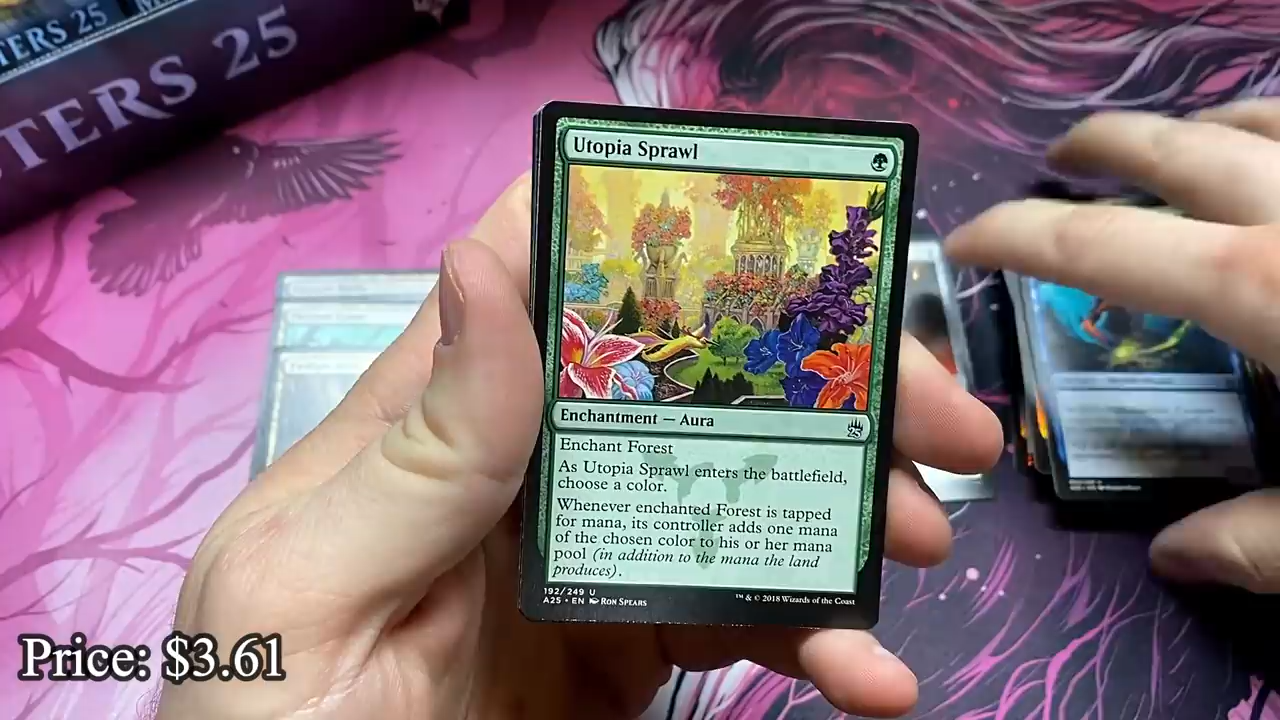 TERS 25
STERS 25
Utopia Sprawl
Enchantment — Aura
25
Enchant Forest
As Utopia Sprawl enters the battlefield,
choose a color.
Whenever enchanted Forest is tapped
for mana, its controller adds one mana
of the chosen color to his or her mana
pool (in addition to the mana the land
produces).
192/249 U
A25 • EN Ron Spears
™ & © 2018 Wizards of the Coast
Price: $3.61